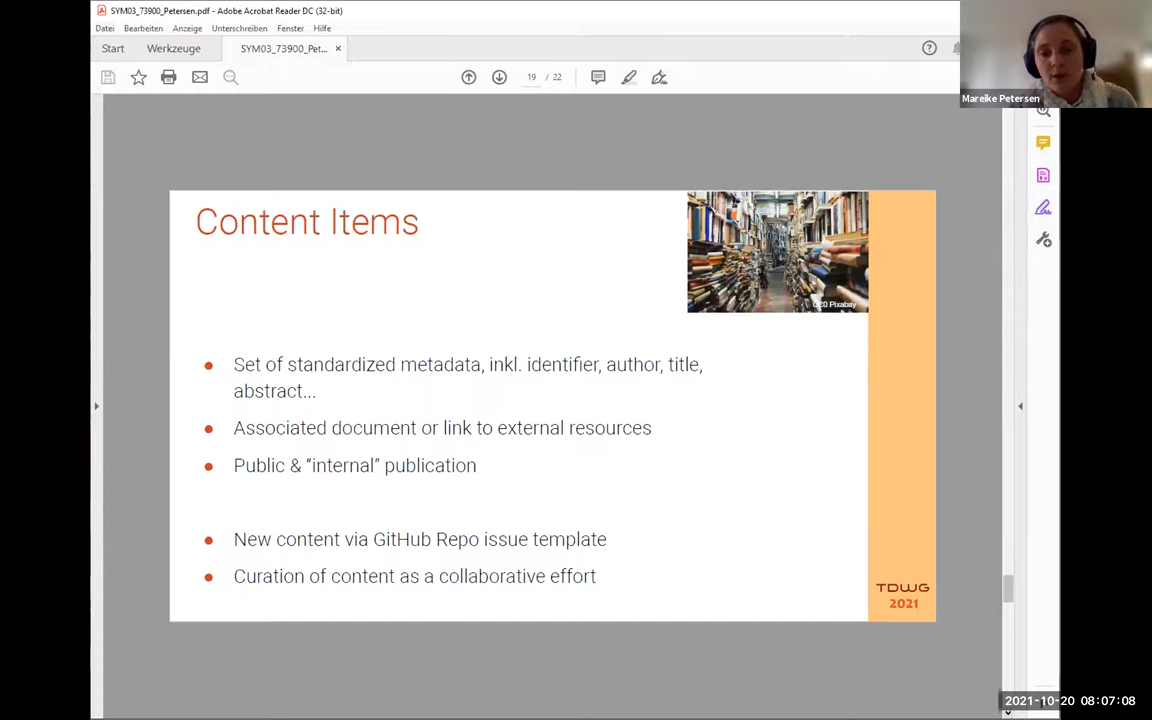 SYM03_73900_Petersen.pdf - Adobe Acrobat Reader DC (32-bit)
Datei Bearbeiten Anzeige Unterschreiben Fenster Hilfe
Start Werkzeuge SYM03_73900_Pet... ×
19 / 22
Mareike Petersen
Content Items
CC0 Pixabay
● Set of standardized metadata, inkl. identifier, author, title,
abstract...
● Associated document or link to external resources
● Public & “internal” publication
● New content via GitHub Repo issue template
● Curation of content as a collaborative effort
TDWG
2021
2021-10-20 08:07:08